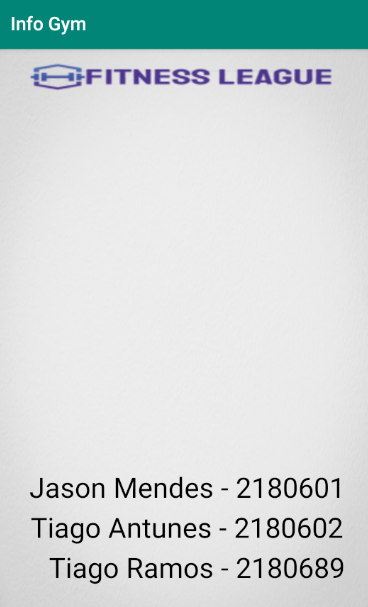 Info Gym
FITNESS LEAGUE
Jason Mendes - 2180601
Tiago Antunes - 2180602
Tiago Ramos - 2180689